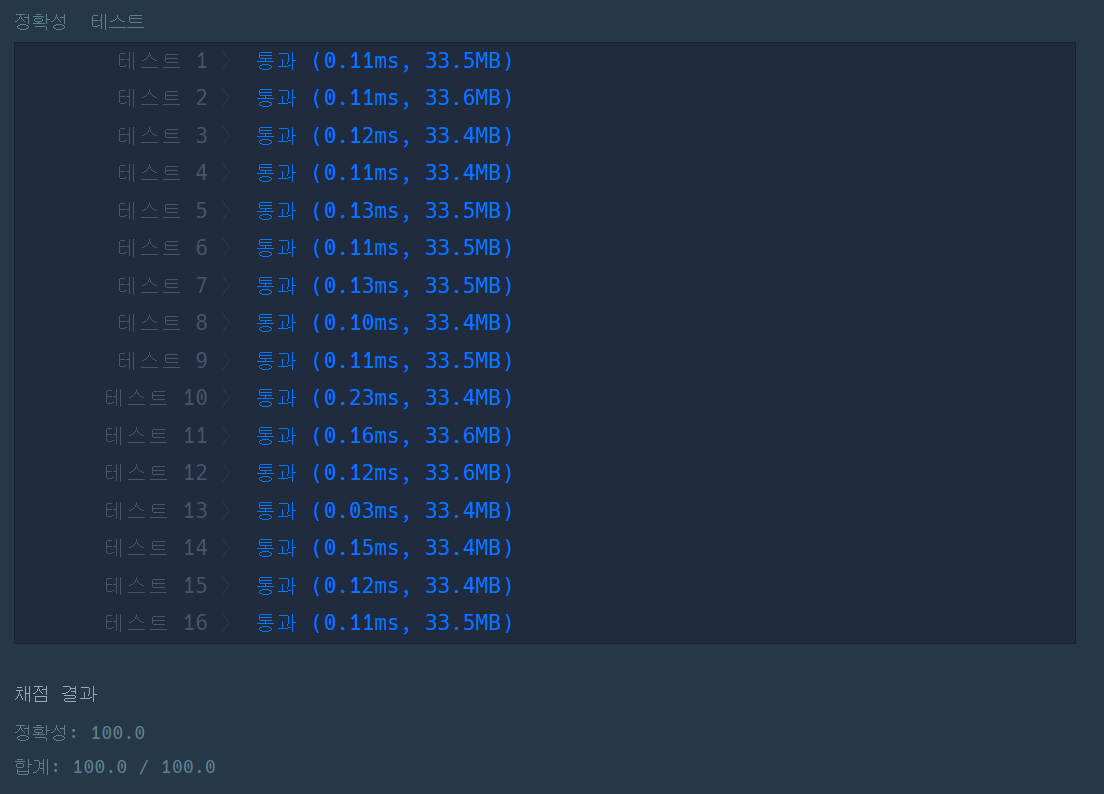 정확성 테스트
테스트 1 〉 통과 (0.11ms, 33.5MB)
테스트 2 〉 통과 (0.11ms, 33.6MB)
테스트 3 〉 통과 (0.12ms, 33.4MB)
테스트 4 〉 통과 (0.11ms, 33.4MB)
테스트 5 〉 통과 (0.13ms, 33.5MB)
테스트 6 〉 통과 (0.11ms, 33.5MB)
테스트 7 〉 통과 (0.13ms, 33.5MB)
테스트 8 〉 통과 (0.10ms, 33.4MB)
테스트 9 〉 통과 (0.11ms, 33.5MB)
테스트 10 〉 통과 (0.23ms, 33.4MB)
테스트 11 〉 통과 (0.16ms, 33.6MB)
테스트 12 〉 통과 (0.12ms, 33.6MB)
테스트 13 〉 통과 (0.03ms, 33.4MB)
테스트 14 〉 통과 (0.15ms, 33.4MB)
테스트 15 〉 통과 (0.12ms, 33.4MB)
테스트 16 〉 통과 (0.11ms, 33.5MB)
채점 결과
정확성: 100.0
합계: 100.0 / 100.0